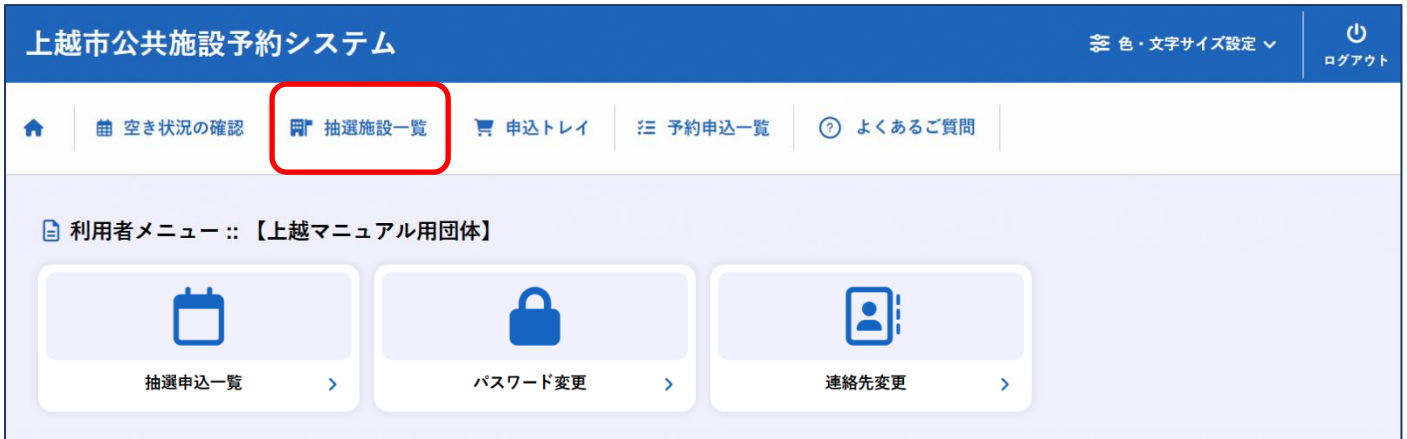 上越市公共施設予約システム
色・文字サイズ設定
ログアウト
空き状況の確認
抽選施設一覧
申込トレイ
予約申込一覧
よくあるご質問
利用者メニュー :: 【上越マニュアル用団体】
抽選申込一覧
パスワード変更
連絡先変更